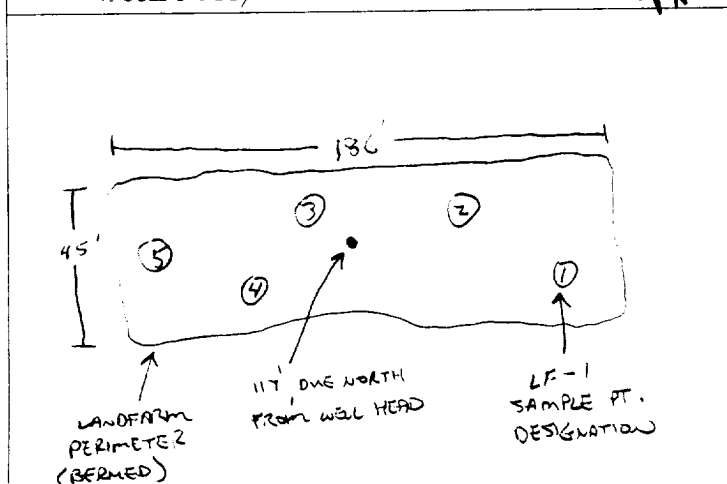 186'
45'
3
2
5
4
1
LANDFARM
PERIMETER
(BERMED)
DUE NORTH
FROM WELL HEAD
LF-1
SAMPLE PT.
DESIGNATION